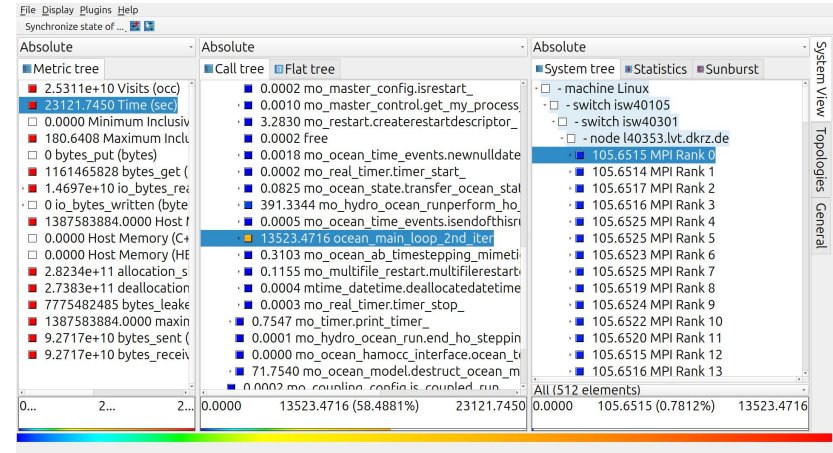 File Display Plugins Help
Synchronize state of ...
Absolute
Metric tree
2.5311e+10 Visits (occ)
23121.7450 Time (sec)
0.0000 Minimum Inclusiv
180.6408 Maximum Inclu
0 bytes_put (bytes)
1161465828 bytes_get (
1.4697e+10 io_bytes_rea
0 io_bytes_written (byte
1387583884.0000 Host
0.0000 Host Memory (C+
0.0000 Host Memory (HB
2.8234e+11 allocation_s
2.7383e+11 deallocation
7775482485 bytes_leake
1387583884.0000 maxin
9.2717e+10 bytes_sent (
9.2717e+10 bytes_receiv
0... 2... 2...
Absolute
Call tree Flat tree
0.0002 mo_master_config.isrestart_
0.0010 mo_master_control.get_my_process_
3.2830 mo_restart.createrestartdescriptor_
0.0002 free
0.0018 mo_ocean_time_events.newnulldate
0.0002 mo_real_timer.timer_start_
0.0825 mo_ocean_state.transfer_ocean_stat
391.3344 mo_hydro_ocean_runperform_ho_
0.0005 mo_ocean_time_events.isendofthisru
13523.4716 ocean_main_loop_2nd_iter
0.3103 mo_ocean_ab_timestepping_mimeti
0.1155 mo_multifile_restart.multifilerestart
0.0004 mtime_datetime.deallocatedatetime
0.0003 mo_real_timer.timer_stop_
0.7547 mo_timer.print_timer_
0.0001 mo_hydro_ocean_run.end_ho_steppin
0.0000 mo_ocean_hamocc_interface.ocean_t
71.7540 mo_ocean_model.destruct_ocean_m
0.0002 mo_coupling_config.is_coupled_run
0.0000 13523.4716 (58.4881%) 23121.7450
Absolute
System tree Statistics Sunburst
- machine Linux
- switch isw40105
- switch isw40301
- node l40353.lvt.dkrz.de
105.6515 MPI Rank 0
105.6514 MPI Rank 1
105.6517 MPI Rank 2
105.6516 MPI Rank 3
105.6525 MPI Rank 4
105.6525 MPI Rank 5
105.6523 MPI Rank 6
105.6525 MPI Rank 7
105.6519 MPI Rank 8
105.6524 MPI Rank 9
105.6522 MPI Rank 10
105.6520 MPI Rank 11
105.6515 MPI Rank 12
105.6516 MPI Rank 13
All (512 elements)
0.0000 105.6515 (0.7812%) 13523.4716
System View
Topologies
General